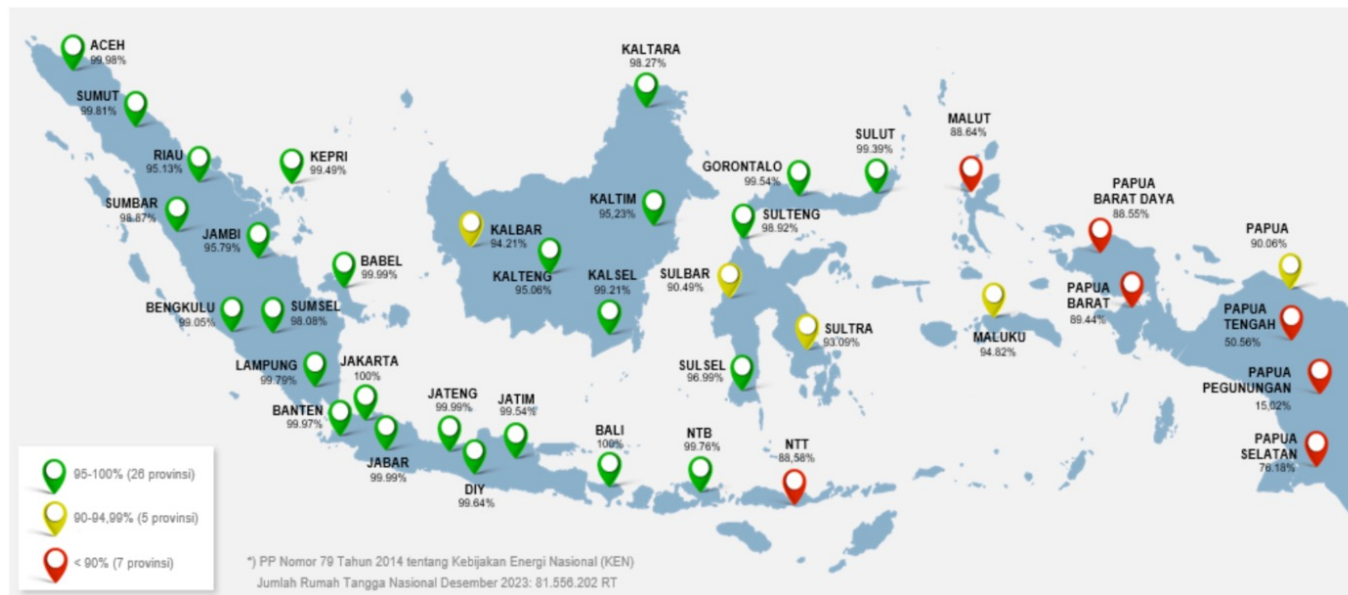 ACEH
99.98%
SUMUT
99.81%
RIAU
95.13%
KEPRI
99.49%
SUMBAR
98.87%
JAMBI
95.79%
BABEL
99.99%
BENGKULU
99.05%
SUMSEL
98.08%
LAMPUNG
99.79%
JAKARTA
100%
BANTEN
99.97%
JABAR
99.99%
JATENG
99.99%
DIY
99.64%
JATIM
99.54%
BALI
100%
NTB
99.76%
NTT
88,58%
KALTARA
98.27%
KALBAR
94.21%
KALTENG
95.06%
KALTIM
95,23%
KALSEL
99.21%
GORONTALO
99.54%
SULUT
99.39%
SULTENG
98.92%
SULBAR
90.49%
SULTRA
93.09%
SULSEL
96.99%
MALUT
88.64%
MALUKU
94.82%
PAPUA
BARAT DAYA
88.55%
PAPUA
BARAT
89.44%
PAPUA
90.06%
PAPUA
TENGAH
50.56%
PAPUA
PEGUNUNGAN
15,02%
PAPUA
SELATAN
76.18%
95-100% (26 provinsi)
90-94,99% (5 provinsi)
< 90% (7 provinsi)
*) PP Nomor 79 Tahun 2014 tentang Kebijakan Energi Nasional (KEN)
Jumlah Rumah Tangga Nasional Desember 2023: 81.556.202 RT